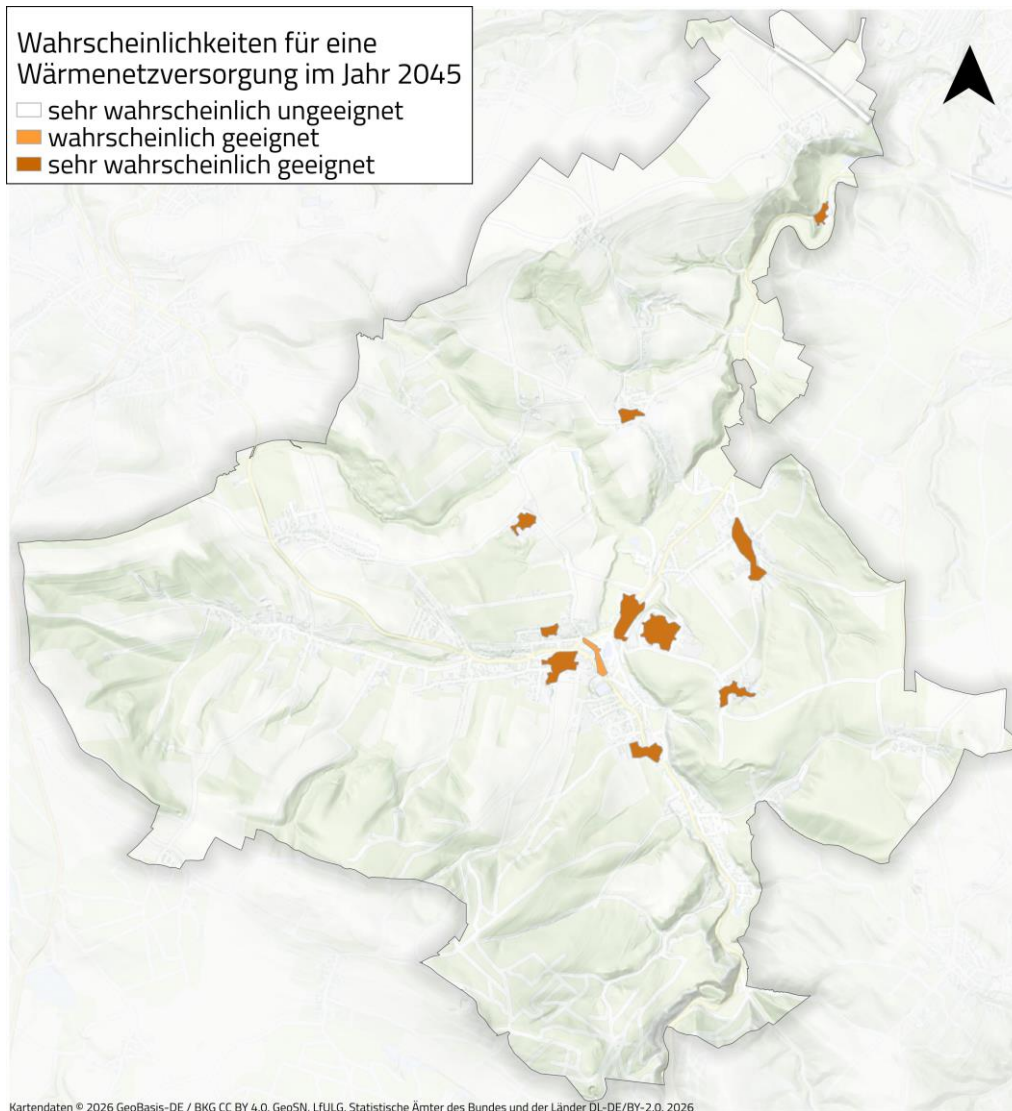 Wahrscheinlichkeiten für eine
Wärmenetzversorgung im Jahr 2045
sehr wahrscheinlich ungeeignet
wahrscheinlich geeignet
sehr wahrscheinlich geeignet
Kartendaten © 2026 GeoBasis-DE / BKG CC BY 4.0, GeoSN, LfULG, Statistische Ämter des Bundes und der Länder DL-DE/BY-2.0, 2026